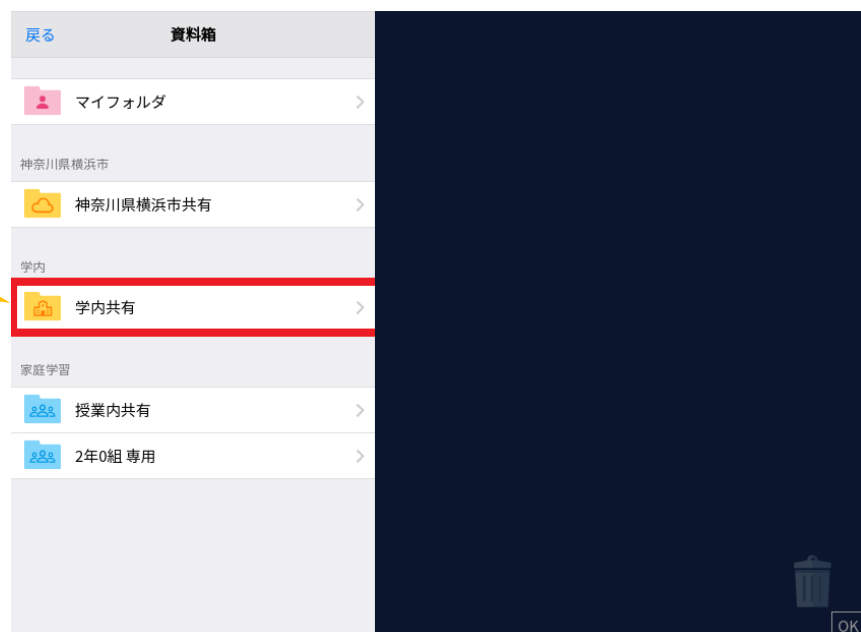 戻る 資料箱
マイフォルダ
神奈川県横浜市
神奈川県横浜市共有
学内
学内共有
家庭学習
授業内共有
2年0組 専用
OK